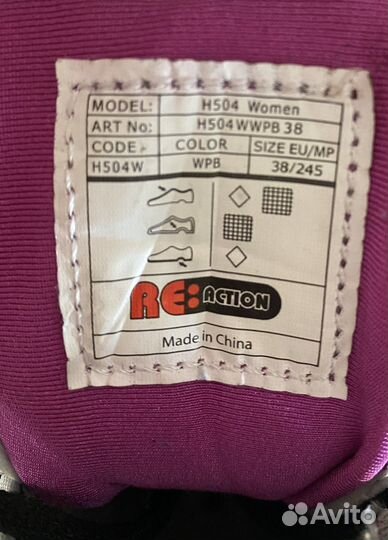 MODEL: H504 Women
ART No: H504WWPB 38
CODE COLOR SIZE EU/MP
H504W WPB 38/245
RE:ACTION
Made in China
Avito